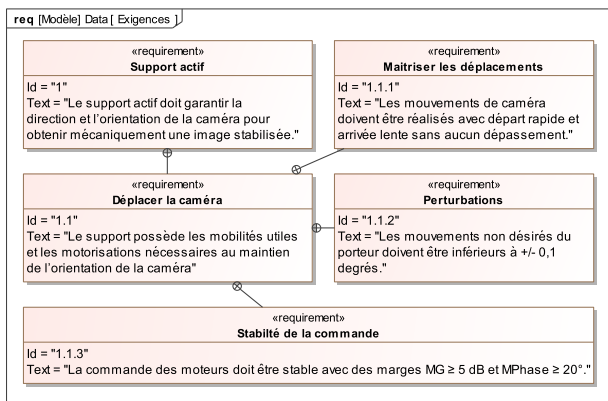 req [Modèle] Data [ Exigences ]
«requirement»
Support actif
Id = "1"
Text = "Le support actif doit garantir la
direction et l'orientation de la caméra pour
obtenir mécaniquement une image stabilisée."
«requirement»
Maitriser les déplacements
Id = "1.1.1"
Text = "Les mouvements de caméra
doivent être réalisés avec départ rapide et
arrivée lente sans aucun dépassement."
«requirement»
Déplacer la caméra
Id = "1.1"
Text = "Le support possède les mobilités utiles
et les motorisations nécessaires au maintien
de l'orientation de la caméra"
«requirement»
Perturbations
Id = "1.1.2"
Text = "Les mouvements non désirés du
porteur doivent être inférieurs à +/- 0,1
degrés."
«requirement»
Stabilté de la commande
Id = "1.1.3"
Text = "La commande des moteurs doit être stable avec des marges MG ≥ 5 dB et MPhase ≥ 20°."